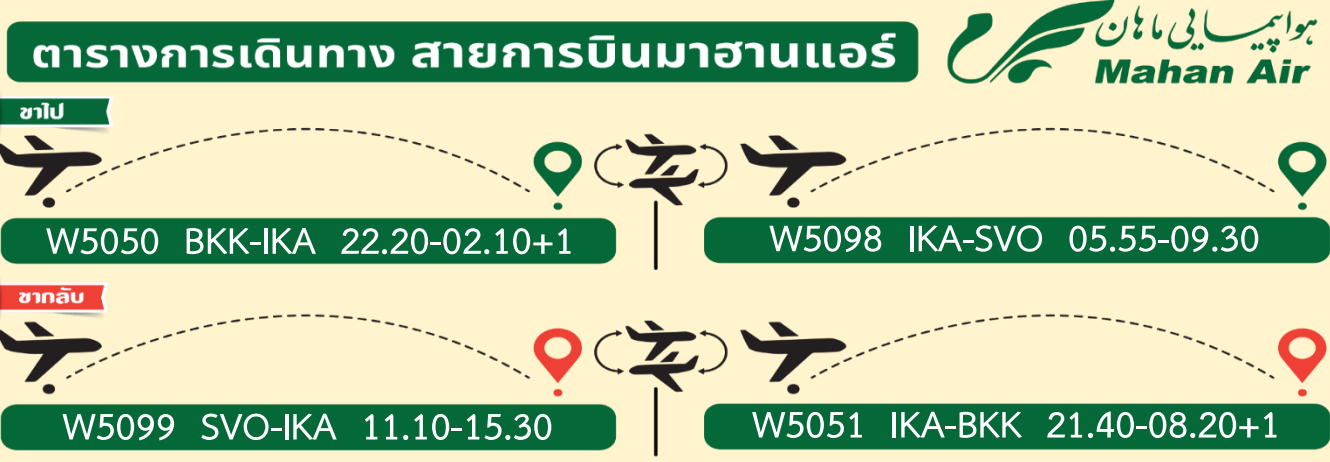 ตารางการเดินทาง สายการบินมาฮานแอร์
هواپیمایی ماهان
Mahan Air
ขาไป
W5050 BKK-IKA 22.20-02.10+1
W5098 IKA-SVO 05.55-09.30
ขากลับ
W5099 SVO-IKA 11.10-15.30
W5051 IKA-BKK 21.40-08.20+1